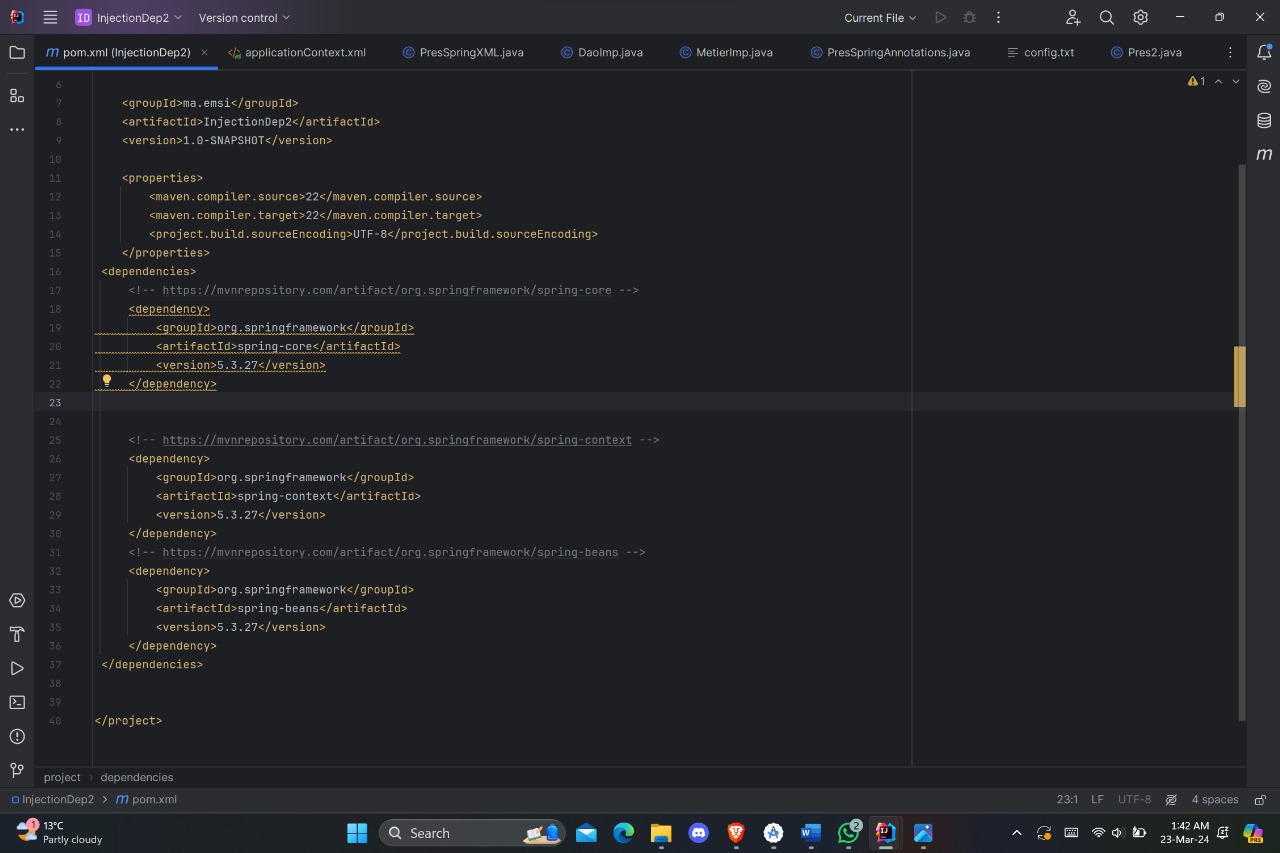 ID InjectionDep2 Version control Current File
m pom.xml (InjectionDep2) applicationContext.xml PresSpringXML.java DaoImp.java MetierImp.java PresSpringAnnotations.java config.txt Pres2.java
6 1
7 <groupId>ma.emsi</groupId>
8 <artifactId>InjectionDep2</artifactId>
9 <version>1.0-SNAPSHOT</version>
10
11 <properties>
12 <maven.compiler.source>22</maven.compiler.source>
13 <maven.compiler.target>22</maven.compiler.target>
14 <project.build.sourceEncoding>UTF-8</project.build.sourceEncoding>
15 </properties>
16 <dependencies>
17 <!-- https://mvnrepository.com/artifact/org.springframework/spring-core -->
18 <dependency>
19 <groupId>org.springframework</groupId>
20 <artifactId>spring-core</artifactId>
21 <version>5.3.27</version>
22 </dependency>
23
24
25 <!-- https://mvnrepository.com/artifact/org.springframework/spring-context -->
26 <dependency>
27 <groupId>org.springframework</groupId>
28 <artifactId>spring-context</artifactId>
29 <version>5.3.27</version>
30 </dependency>
31 <!-- https://mvnrepository.com/artifact/org.springframework/spring-beans -->
32 <dependency>
33 <groupId>org.springframework</groupId>
34 <artifactId>spring-beans</artifactId>
35 <version>5.3.27</version>
36 </dependency>
37 </dependencies>
38
39
40 </project>
project > dependencies
InjectionDep2 > m pom.xml 23:1 LF UTF-8 4 spaces
1 13°C
Partly cloudy
Search
2
1:42 AM
23-Mar-24
PRE